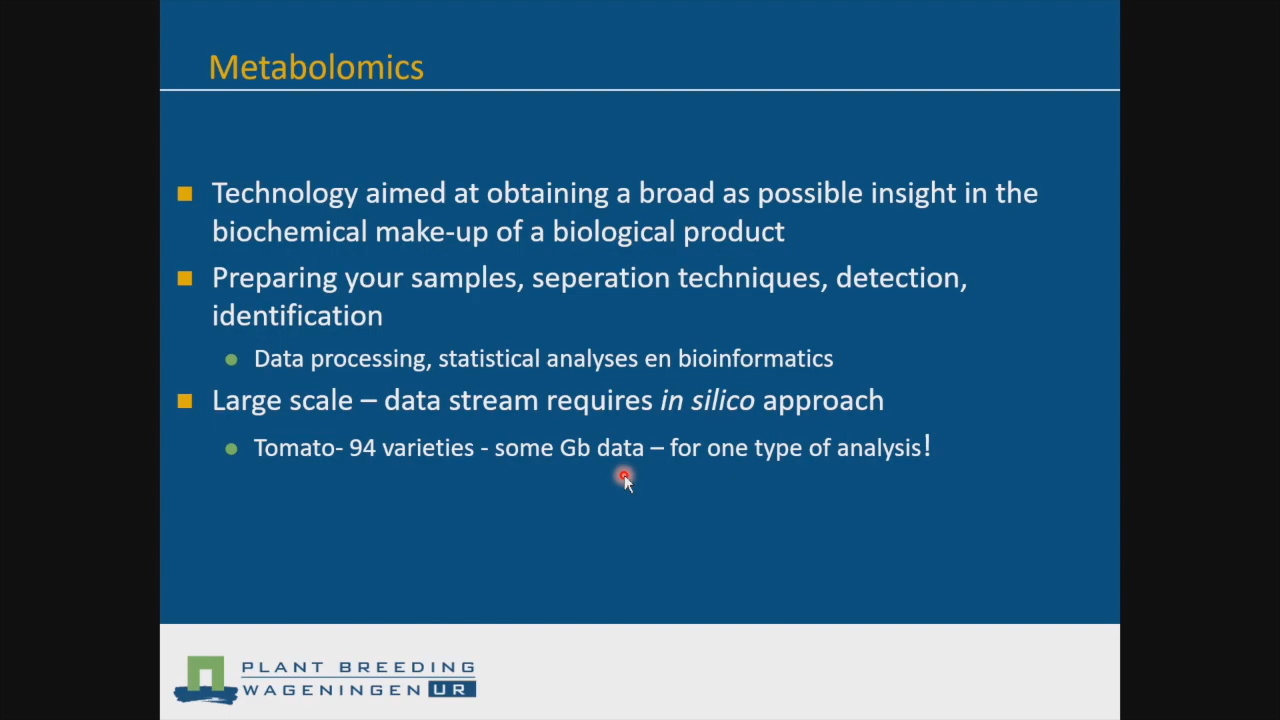 Metabolomics
Technology aimed at obtaining a broad as possible insight in the
biochemical make-up of a biological product
Preparing your samples, seperation techniques, detection,
identification
Data processing, statistical analyses en bioinformatics
Large scale – data stream requires in silico approach
Tomato- 94 varieties - some Gb data – for one type of analysis!
PLANT BREEDING
WAGENINGEN UR